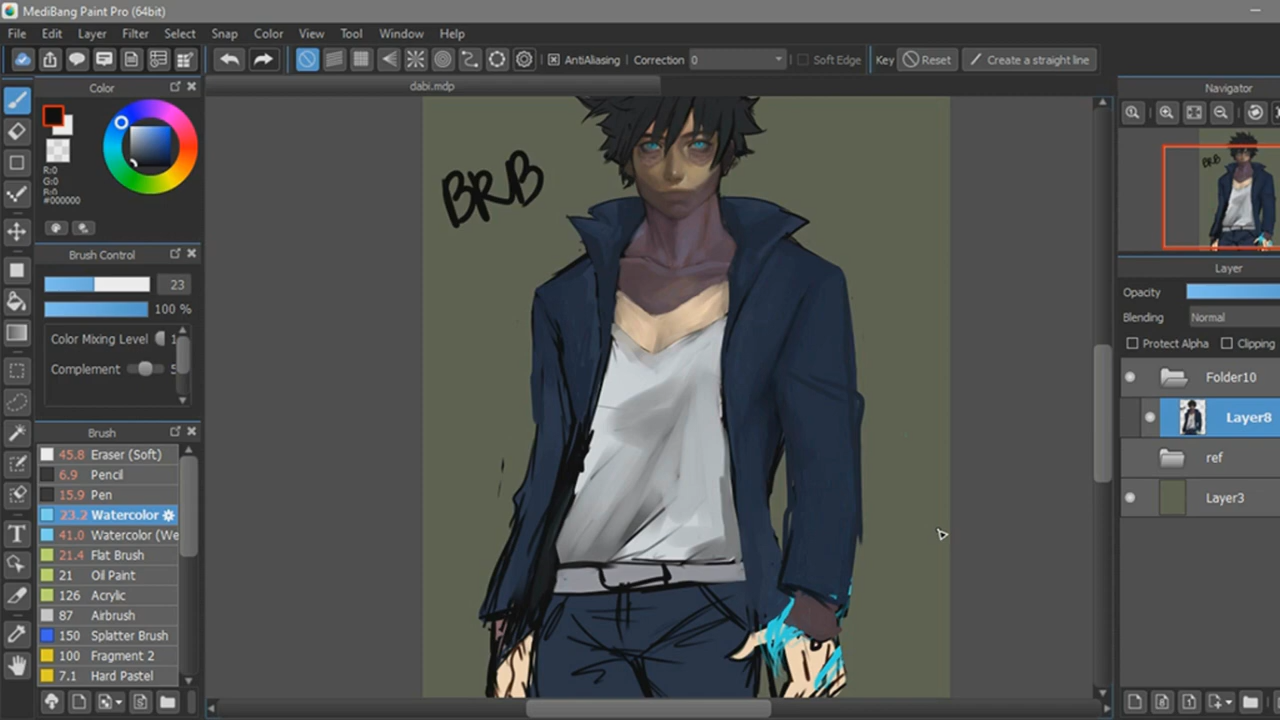 MediBang Paint Pro (64bit)
File Edit Layer Filter Select Snap Color View Tool Window Help
AntiAliasing Correction 0 Soft Edge Key Reset Create a straight line
dabi.mdp
Color
R:0
G:0
B:0
#000000
Brush Control
23
100 %
Color Mixing Level 1
Complement 5
Brush
45.8 Eraser (Soft)
6.9 Pencil
15.9 Pen
23.2 Watercolor
41.0 Watercolor (We
21.4 Flat Brush
21 Oil Paint
126 Acrylic
87 Airbrush
150 Splatter Brush
100 Fragment 2
7.1 Hard Pastel
BRB
Navigator
BRB
Layer
Opacity
Blending Normal
Protect Alpha Clipping
Folder10
Layer8
ref
Layer3